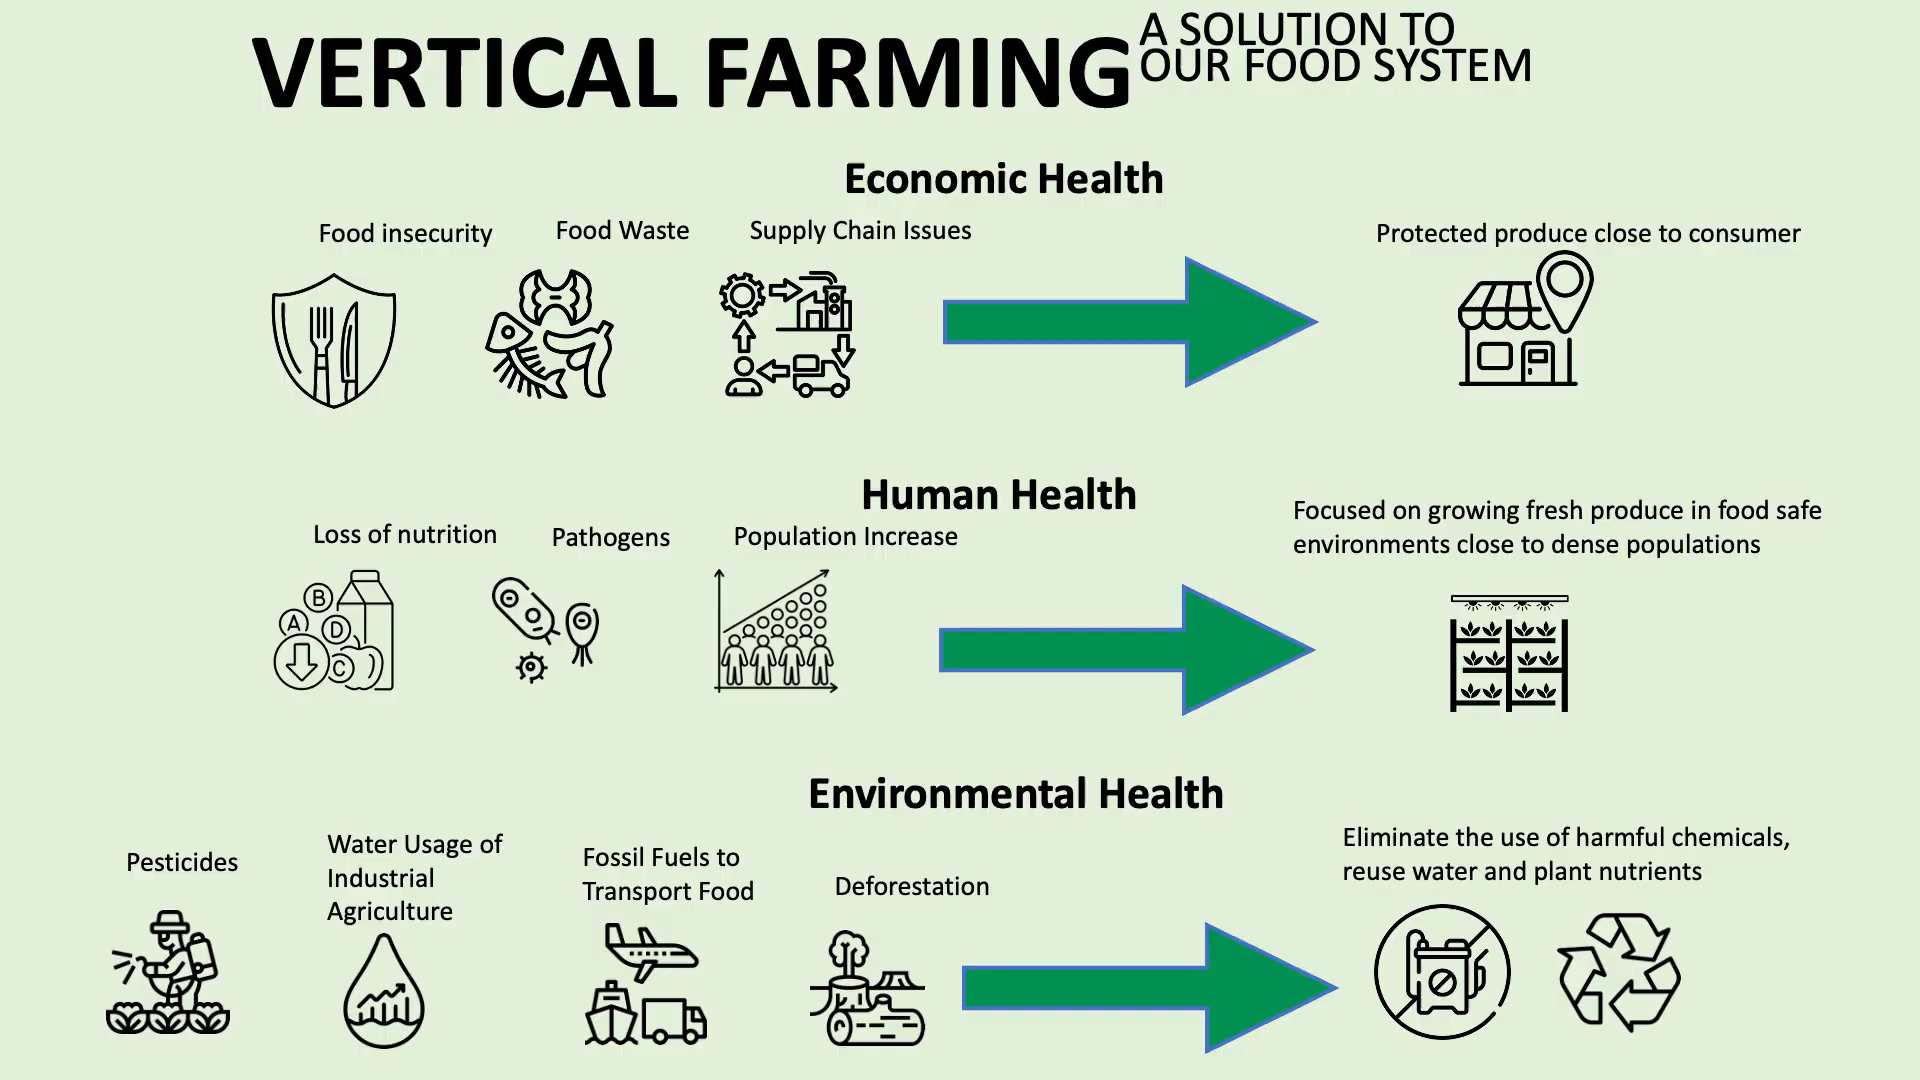 VERTICAL FARMING
A SOLUTION TO
OUR FOOD SYSTEM
Economic Health
Food insecurity
Food Waste
Supply Chain Issues
Protected produce close to consumer
Human Health
Loss of nutrition
Pathogens
Population Increase
Focused on growing fresh produce in food safe
environments close to dense populations
B
A
D
C
Environmental Health
Pesticides
Water Usage of
Industrial
Agriculture
Fossil Fuels to
Transport Food
Deforestation
Eliminate the use of harmful chemicals,
reuse water and plant nutrients